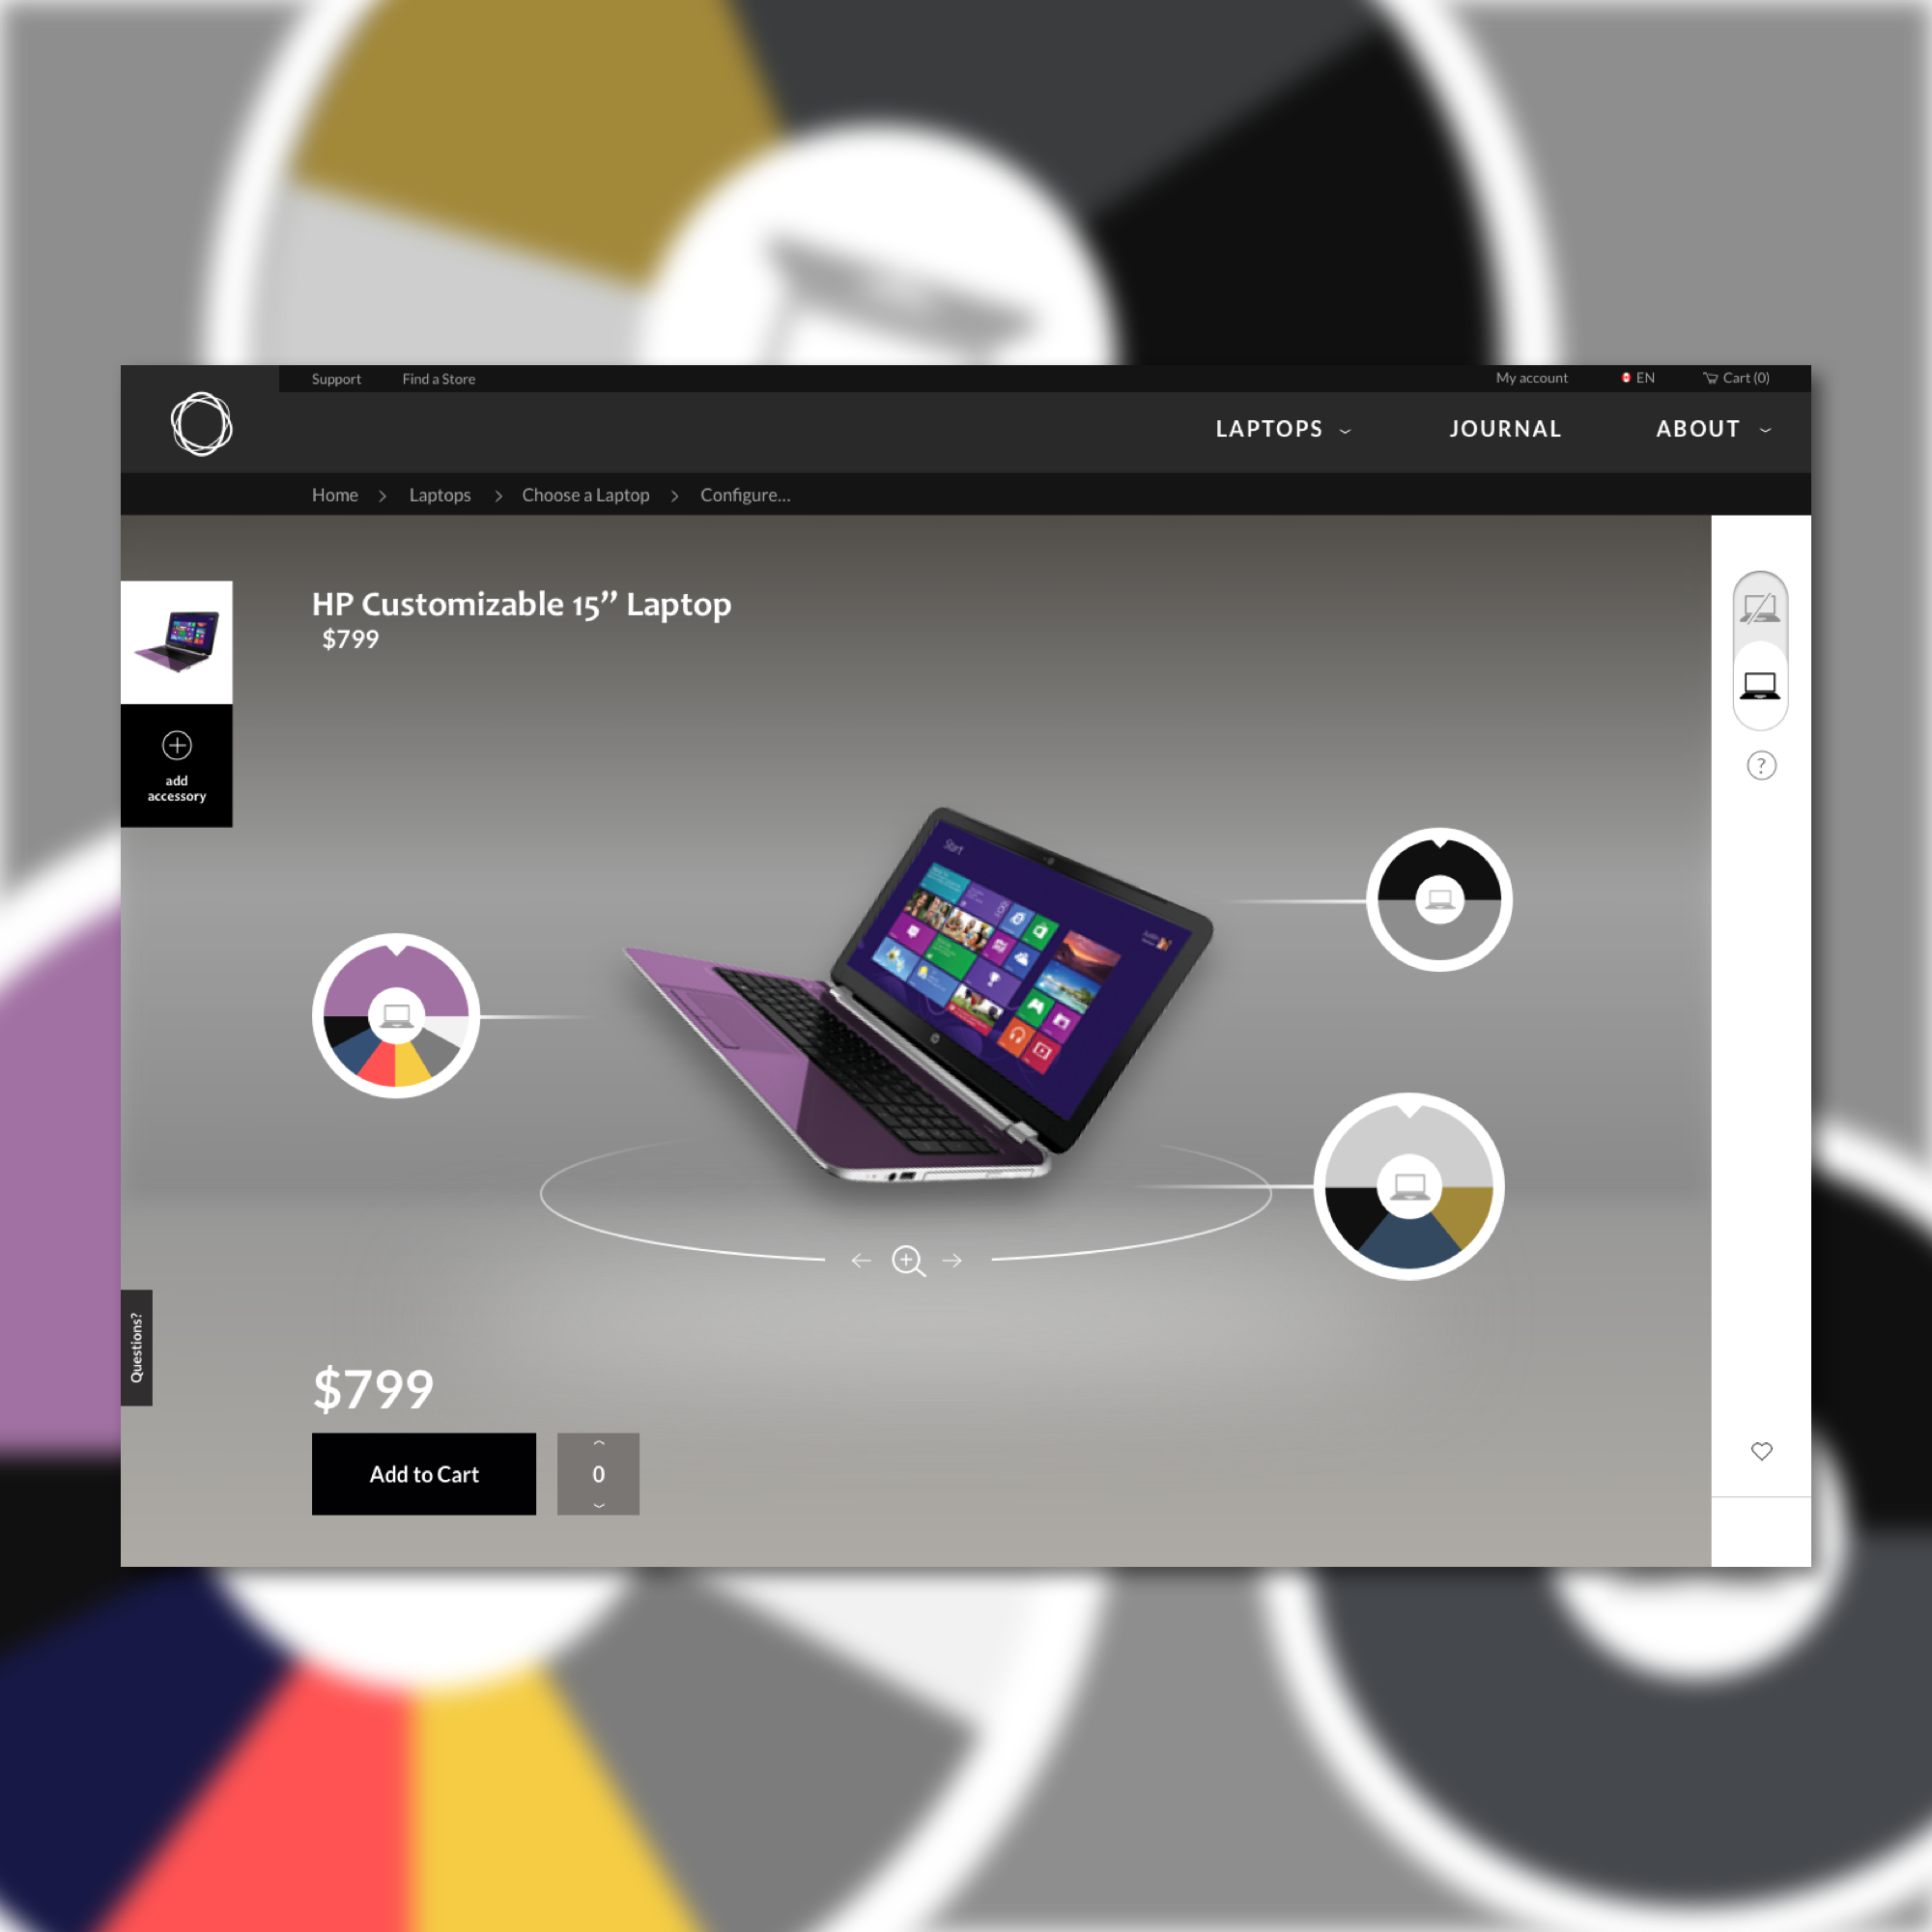 Support
Find a Store
My account
EN
Cart (0)
LAPTOPS
JOURNAL
ABOUT
Home > Laptops > Choose a Laptop > Configure...
HP Customizable 15” Laptop
$799
add
accessory
?
Start
Questions?
$799
Add to Cart
0